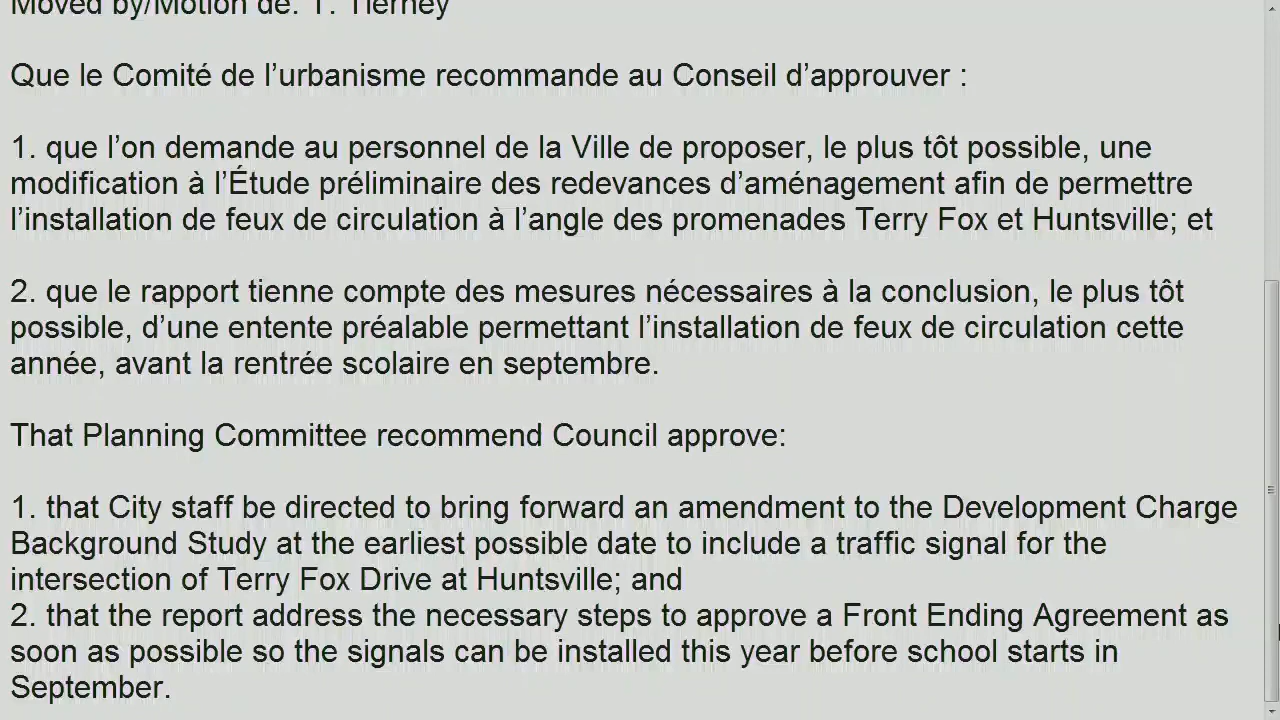 Moved by/Motion de: T. Tierney
Que le Comité de l’urbanisme recommande au Conseil d’approuver :
1. que l’on demande au personnel de la Ville de proposer, le plus tôt possible, une
modification à l’Étude préliminaire des redevances d’aménagement afin de permettre
l’installation de feux de circulation à l’angle des promenades Terry Fox et Huntsville; et
2. que le rapport tienne compte des mesures nécessaires à la conclusion, le plus tôt
possible, d’une entente préalable permettant l’installation de feux de circulation cette
année, avant la rentrée scolaire en septembre.
That Planning Committee recommend Council approve:
1. that City staff be directed to bring forward an amendment to the Development Charge
Background Study at the earliest possible date to include a traffic signal for the
intersection of Terry Fox Drive at Huntsville; and
2. that the report address the necessary steps to approve a Front Ending Agreement as
soon as possible so the signals can be installed this year before school starts in
September.